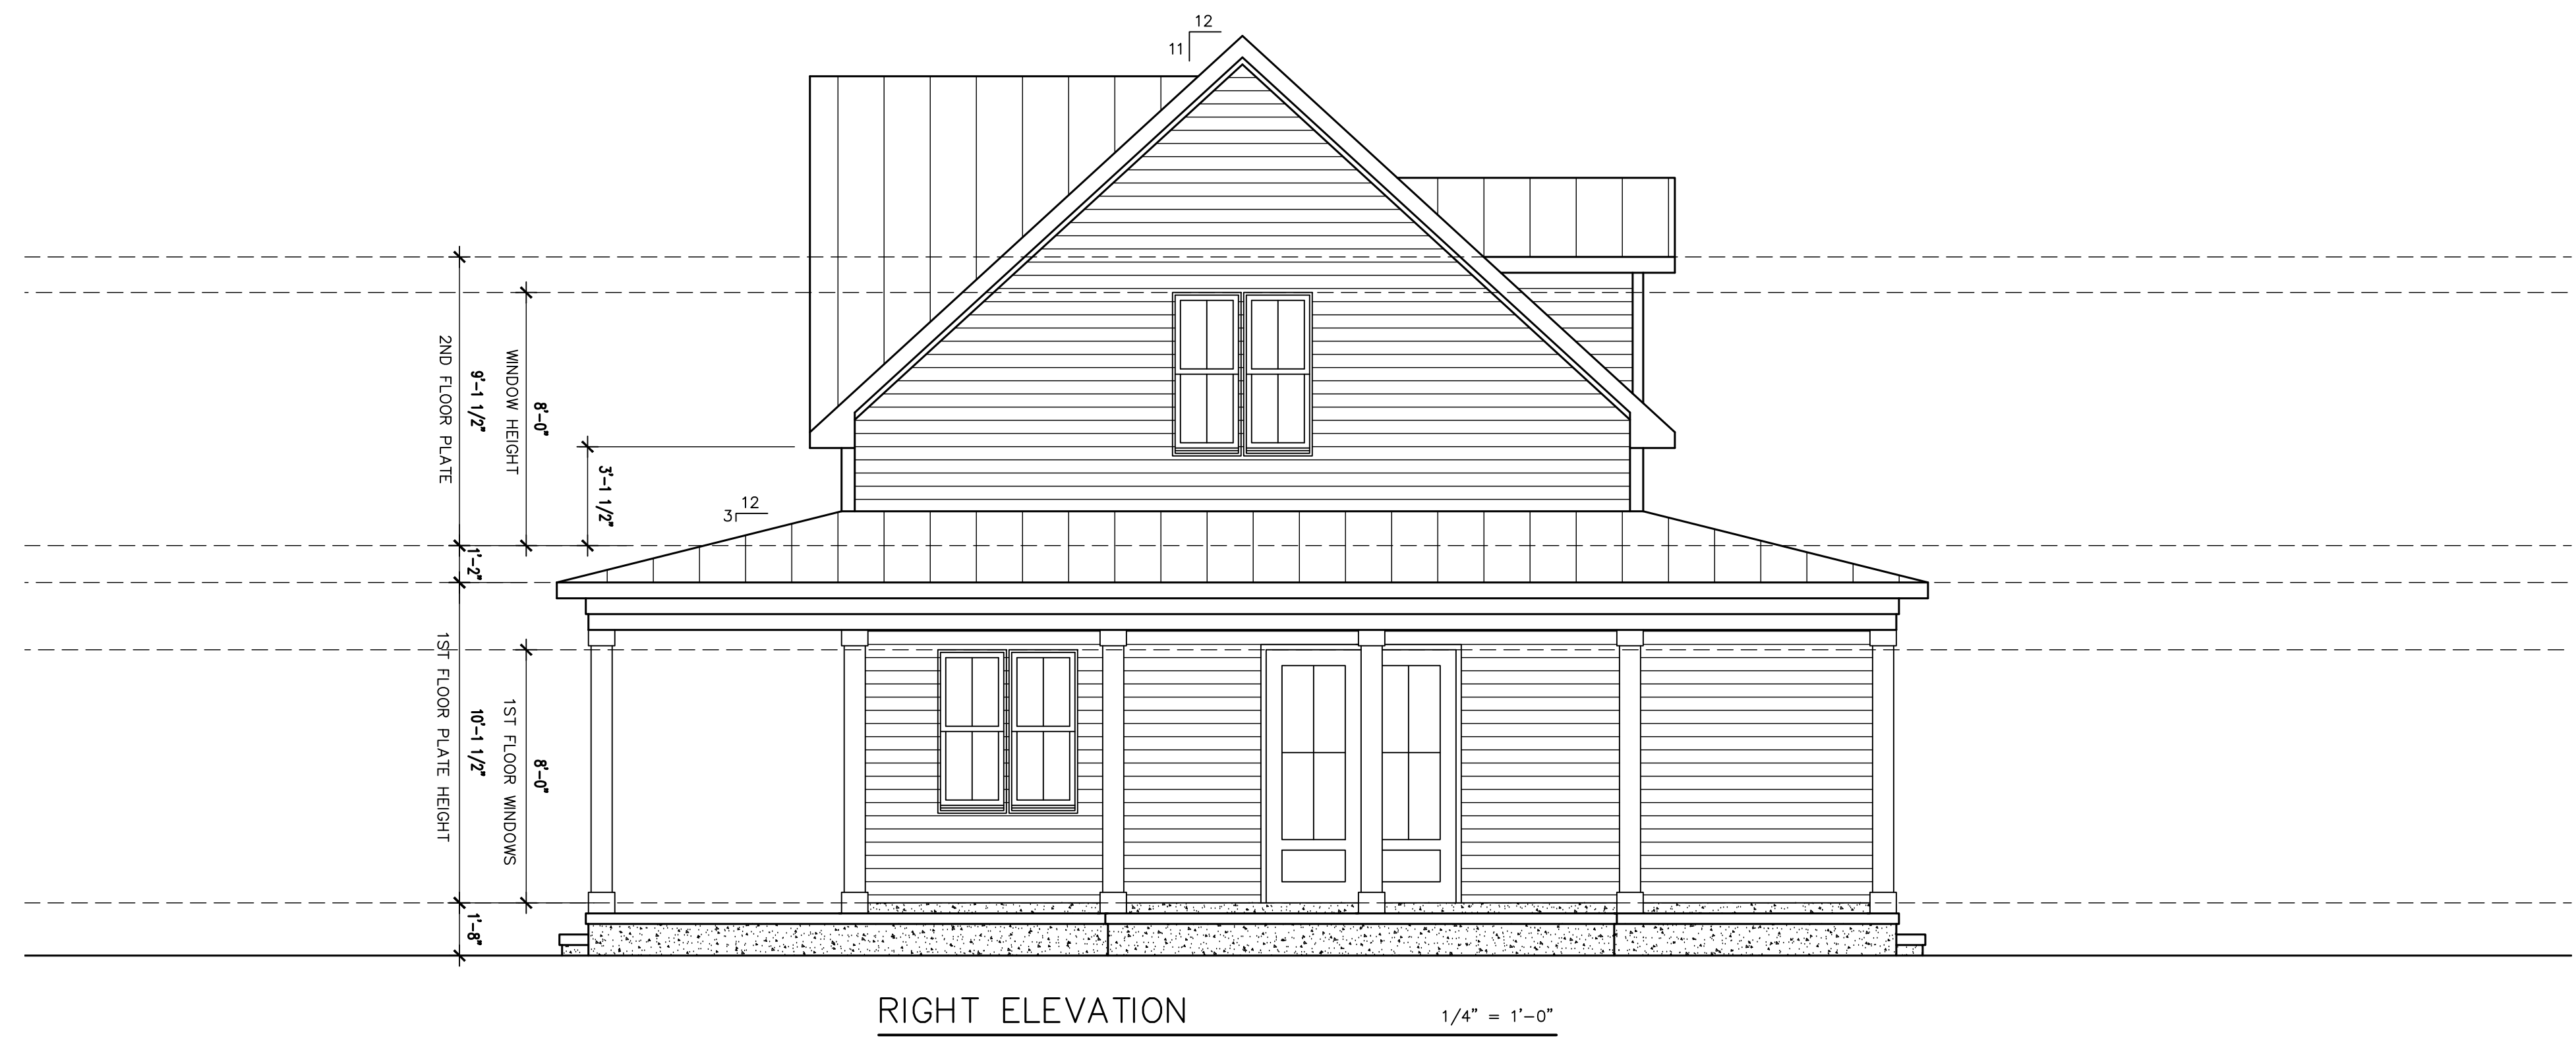 12
11
2ND FLOOR PLATE
9'-1 1/2"
WINDOW HEIGHT
8'-0"
3'-1 1/2"
12
3
1'-2"
1ST FLOOR PLATE HEIGHT
10'-1 1/2"
1ST FLOOR WINDOWS
8'-0"
1'-8"
RIGHT ELEVATION
1/4" = 1'-0"